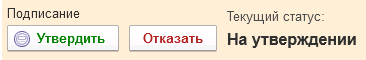 Подписание
Утвердить
Отказать
Текущий статус:
На утверждении